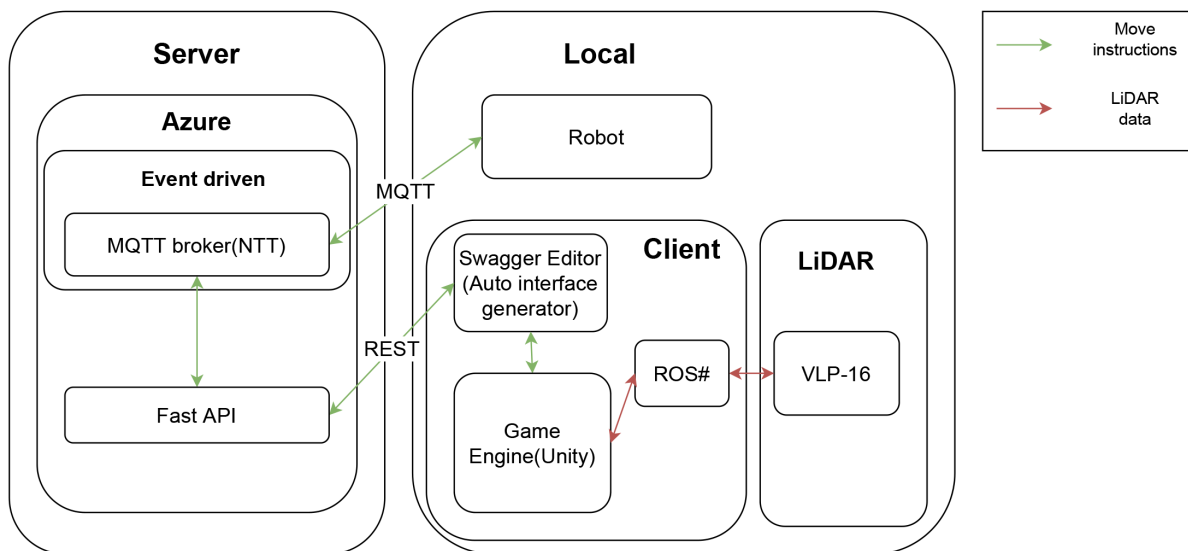 Server
Azure
Event driven
MQTT broker(NTT)
Fast API
MQTT
REST
Local
Robot
Client
Swagger Editor
(Auto interface
generator)
Game
Engine(Unity)
ROS#
LiDAR
VLP-16
Move
instructions
LiDAR
data